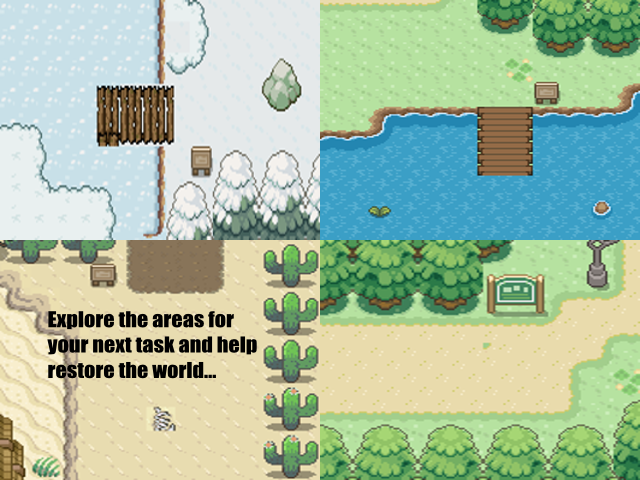 Explore the areas for
your next task and help
restore the world...